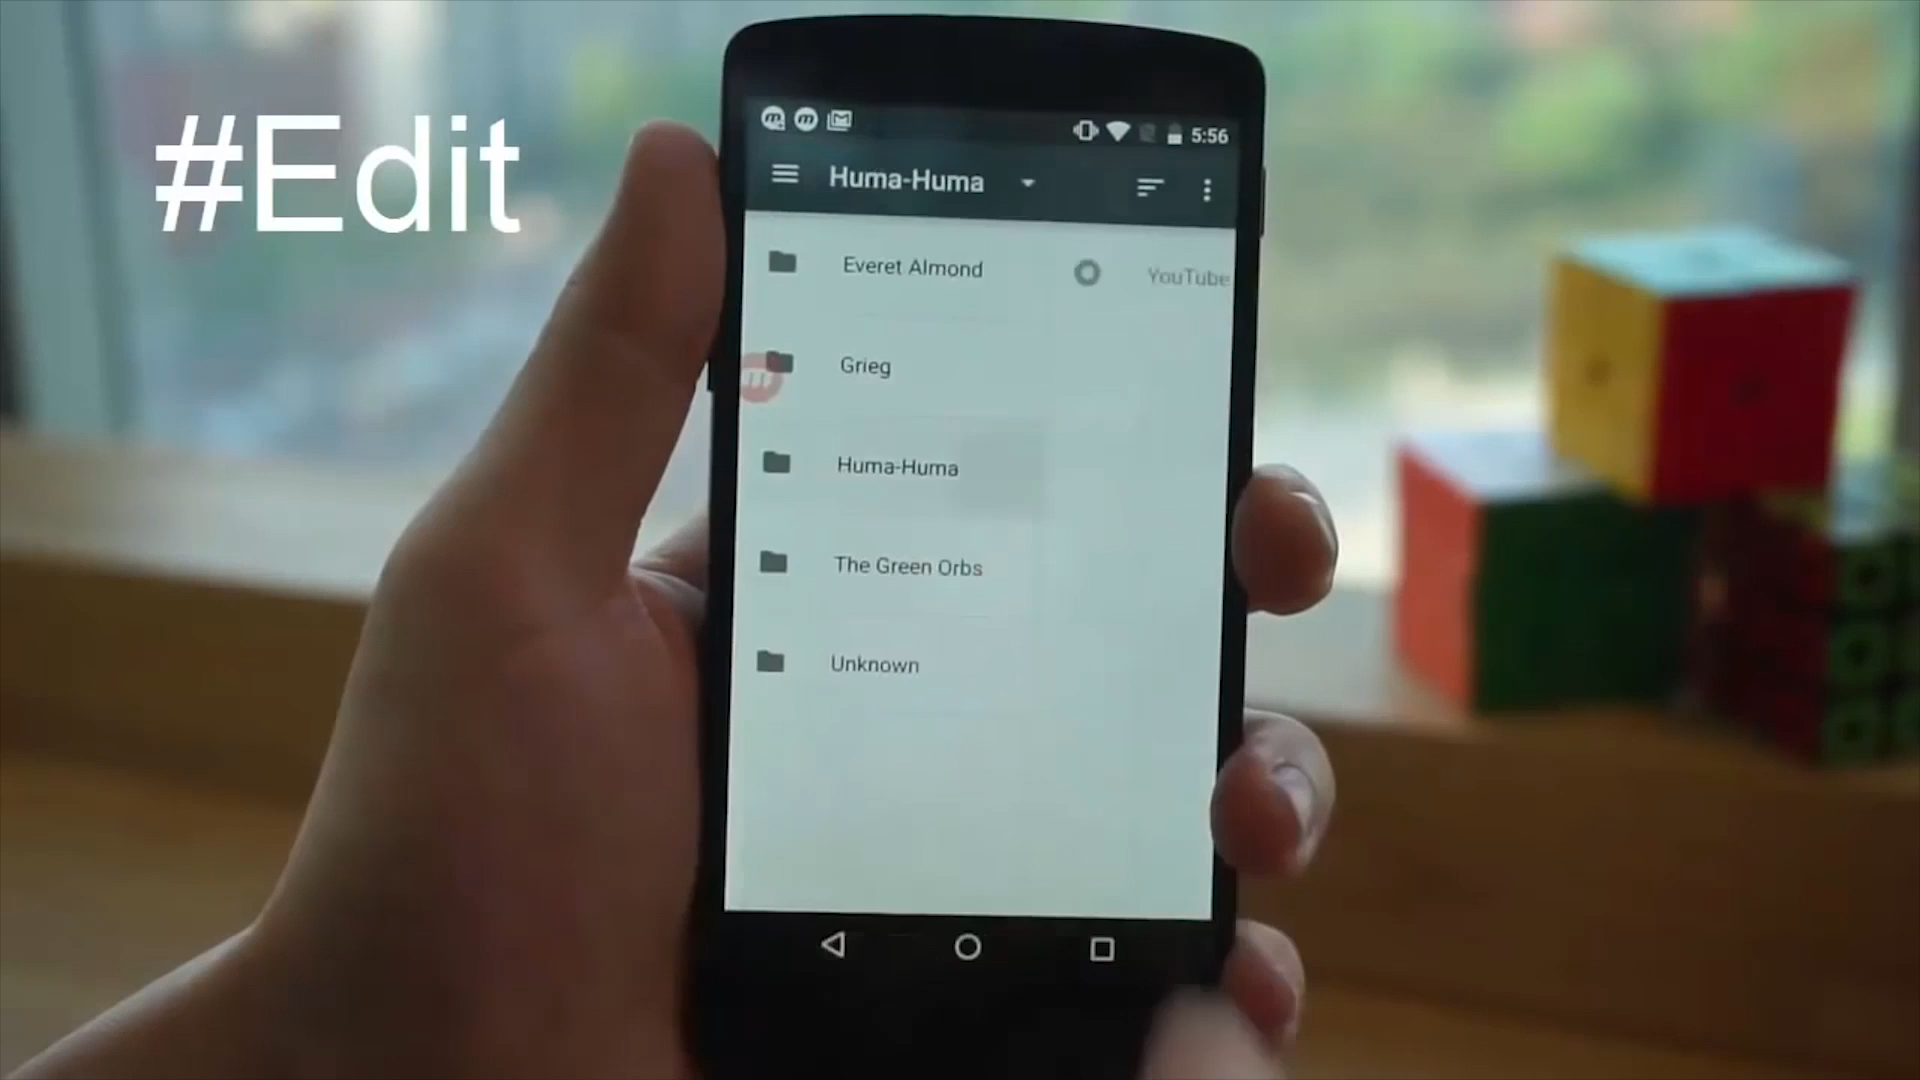 #Edit
5:56
Huma-Huma
Everet Almond
YouTube
Grieg
Huma-Huma
The Green Orbs
Unknown